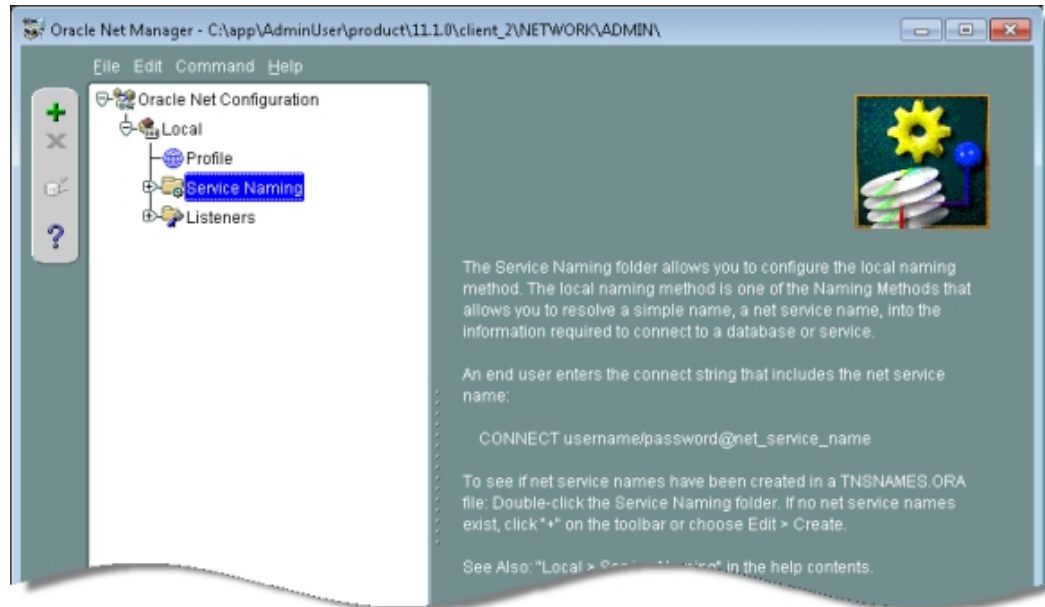 Oracle Net Manager - C:\app\AdminUser\product\11.1.0\client_2\NETWORK\ADMIN\
File Edit Command Help
Oracle Net Configuration
Local
Profile
Service Naming
Listeners
?
The Service Naming folder allows you to configure the local naming
method. The local naming method is one of the Naming Methods that
allows you to resolve a simple name, a net service name, into the
information required to connect to a database or service.
An end user enters the connect string that includes the net service
name:
CONNECT username/password@net_service_name
To see if net service names have been created in a TNSNAMES.ORA
file: Double-click the Service Naming folder. If no net service names
exist, click "+" on the toolbar or choose Edit > Create.
See Also: "Local > Service Naming" in the help contents.